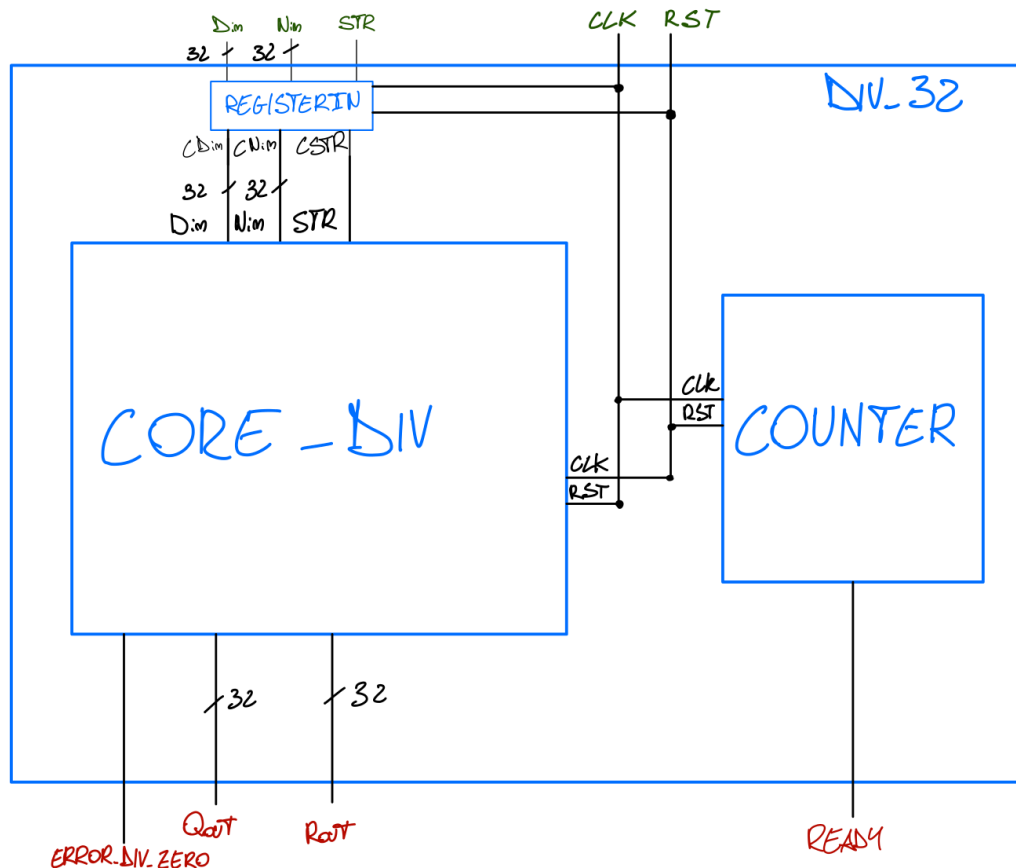 Din Nin STR CLK RST
32 32
DIV_32
REGISTERIN
CDin CNin CSTR
32 32
Din Nin STR
CLK
RST
CORE_DIV
COUNTER
CLK
RST
32 32
ERROR_DIV_ZERO
QOUT
ROUT
READY